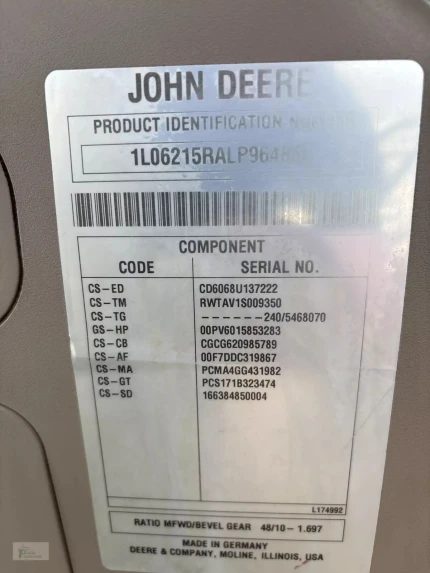 JOHN DEERE
PRODUCT IDENTIFICATION
COMPONENT
CODE SERIAL NO.
CS-ED CD6068U137222
CS-TM RWTAV1S009350
CS-TG ------240/5468070
GS-HP 00PV6015853283
CS-CB CGCG620985789
CS-AF 00F7DDC319867
CS-MA PCMA4GG431982
CS-GT PCS171B323474
CS-SD 166384850004
L174992
RATIO MFWD/BEVEL GEAR 48/10-1.697
MADE IN GERMANY
DEERE & COMPANY, MOLINE, ILLINOIS, USA